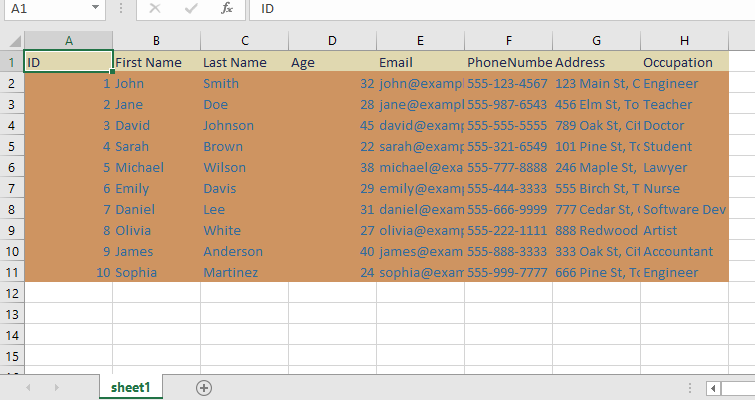 A1 fx ID
A B C D E F G H
1 ID First Name Last Name Age Email PhoneNumbe Address Occupation
2 1 John Smith 32 john@exampl 555-123-4567 123 Main St, C Engineer
3 2 Jane Doe 28 jane@exampl 555-987-6543 456 Elm St, To Teacher
4 3 David Johnson 45 david@examp 555-555-5555 789 Oak St, Cit Doctor
5 4 Sarah Brown 22 sarah@examp 555-321-6549 101 Pine St, To Student
6 5 Michael Wilson 38 michael@exa 555-777-8888 246 Maple St, Lawyer
7 6 Emily Davis 29 emily@exam 555-444-3333 555 Birch St, T Nurse
8 7 Daniel Lee 31 daniel@exam 555-666-9999 777 Cedar St, Software Dev
9 8 Olivia White 27 olivia@exam 555-222-1111 888 Redwood Artist
10 9 James Anderson 40 james@exam 555-888-3333 333 Oak St, Cit Accountant
11 10 Sophia Martinez 24 sophia@exam 555-999-7777 666 Pine St, To Engineer
12
13
14
15
sheet1